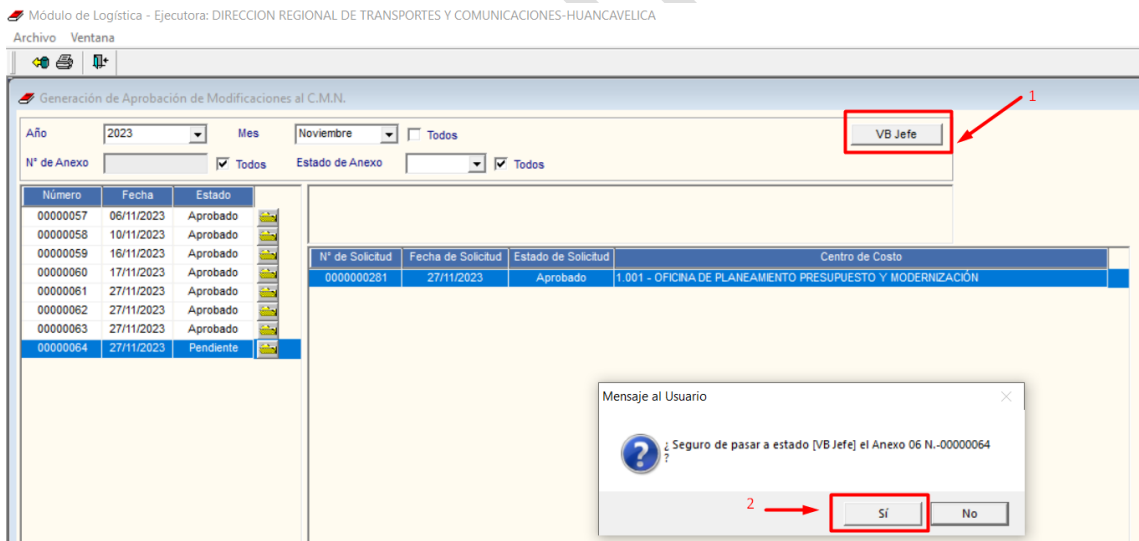 Módulo de Logística - Ejecutora: DIRECCION REGIONAL DE TRANSPORTES Y COMUNICACIONES-HUANCAVELICA
Archivo Ventana
Generación de Aprobación de Modificaciones al C.M.N.
1
Año 2023 Mes Noviembre Todos VB Jefe
N° de Anexo Todos Estado de Anexo Todos
Número Fecha Estado
00000057 06/11/2023 Aprobado
00000058 10/11/2023 Aprobado
00000059 16/11/2023 Aprobado
00000060 17/11/2023 Aprobado
00000061 27/11/2023 Aprobado
00000062 27/11/2023 Aprobado
00000063 27/11/2023 Aprobado
00000064 27/11/2023 Pendiente
N° de Solicitud Fecha de Solicitud Estado de Solicitud Centro de Costo
0000000281 27/11/2023 Aprobado 1.001 - OFICINA DE PLANEAMIENTO PRESUPUESTO Y MODERNIZACIÓN
Mensaje al Usuario
¿ Seguro de pasar a estado [VB Jefe] el Anexo 06 N.-00000064
?
2
Sí No